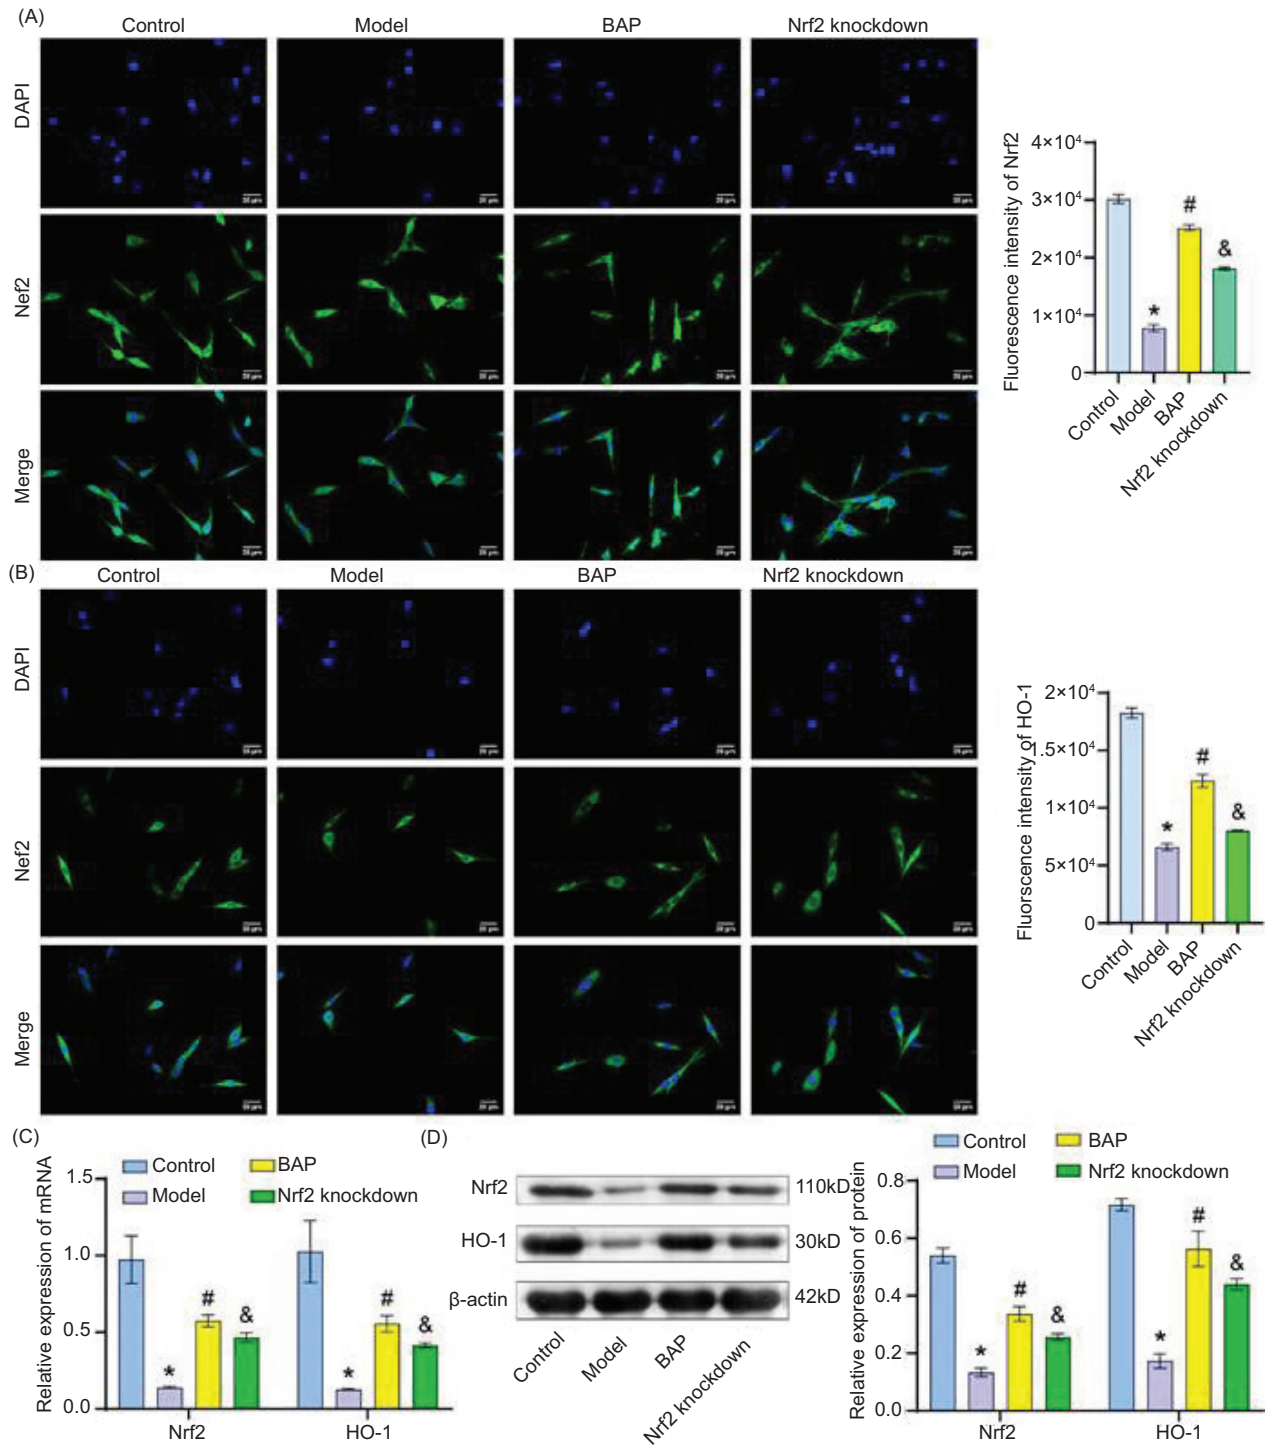 (A)
Control Model BAP Nrf2 knockdown
DAPI
Nef2
Merge
20 µm
Fluorescence intensity of Nrf2
4×10⁴
3×10⁴
2×10⁴
1×10⁴
0
# & *
Control Model BAP Nrf2 knockdown
(B)
Control Model BAP Nrf2 knockdown
DAPI
Nef2
Merge
20 µm
Fluorscence intensity of HO-1
2×10⁴
1.5×10⁴
1×10⁴
5×10⁴
0
* # &
Control Model BAP Nrf2 knockdown
(C)
Control BAP
Model Nrf2 knockdown
Relative expression of mRNA
1.5
1.0
0.5
0.0
* # & * # &
Nrf2 HO-1
(D)
Nrf2 110kD
HO-1 30kD
β-actin 42kD
Control Model BAP Nrf2 knockdown
Control BAP
Model Nrf2 knockdown
Relative expression of protein
0.8
0.6
0.4
0.2
0.0
* # & * # &
Nrf2 HO-1